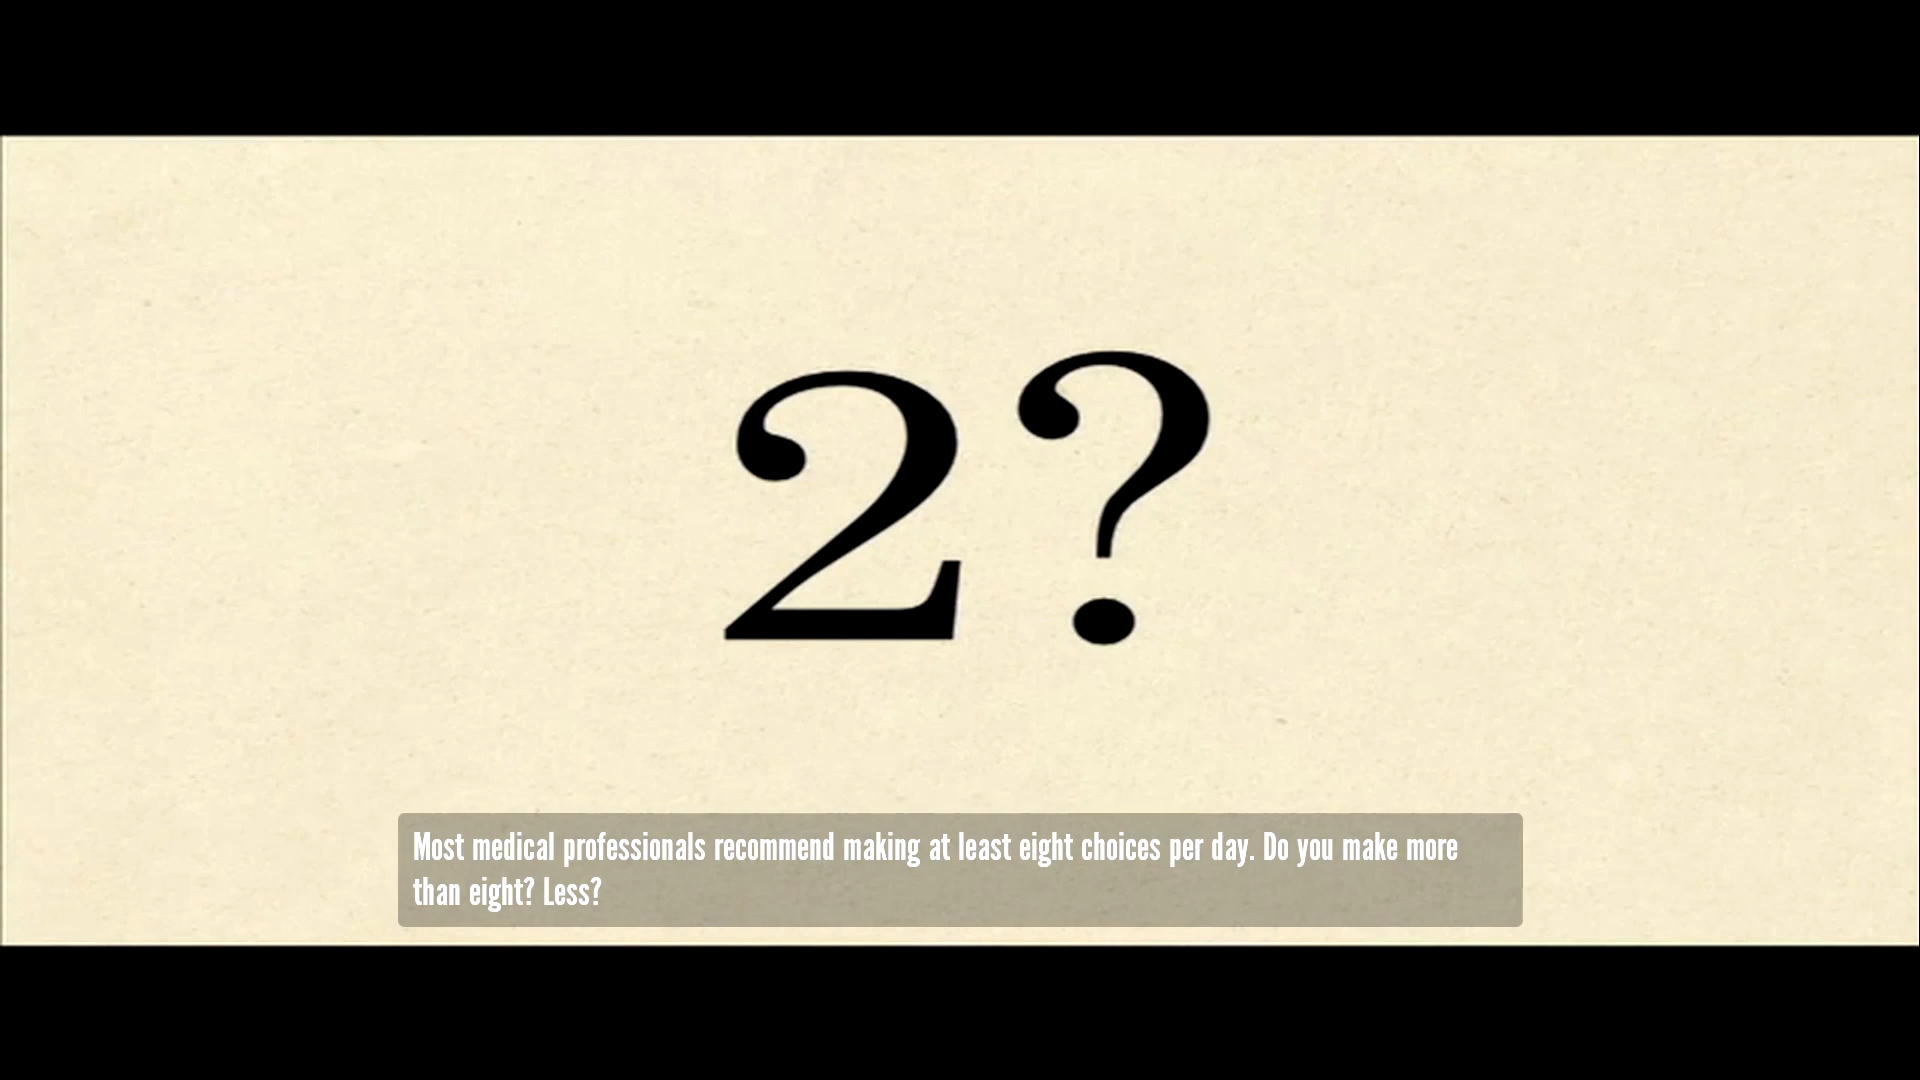 2?
Most medical professionals recommend making at least eight choices per day. Do you make more
than eight? Less?